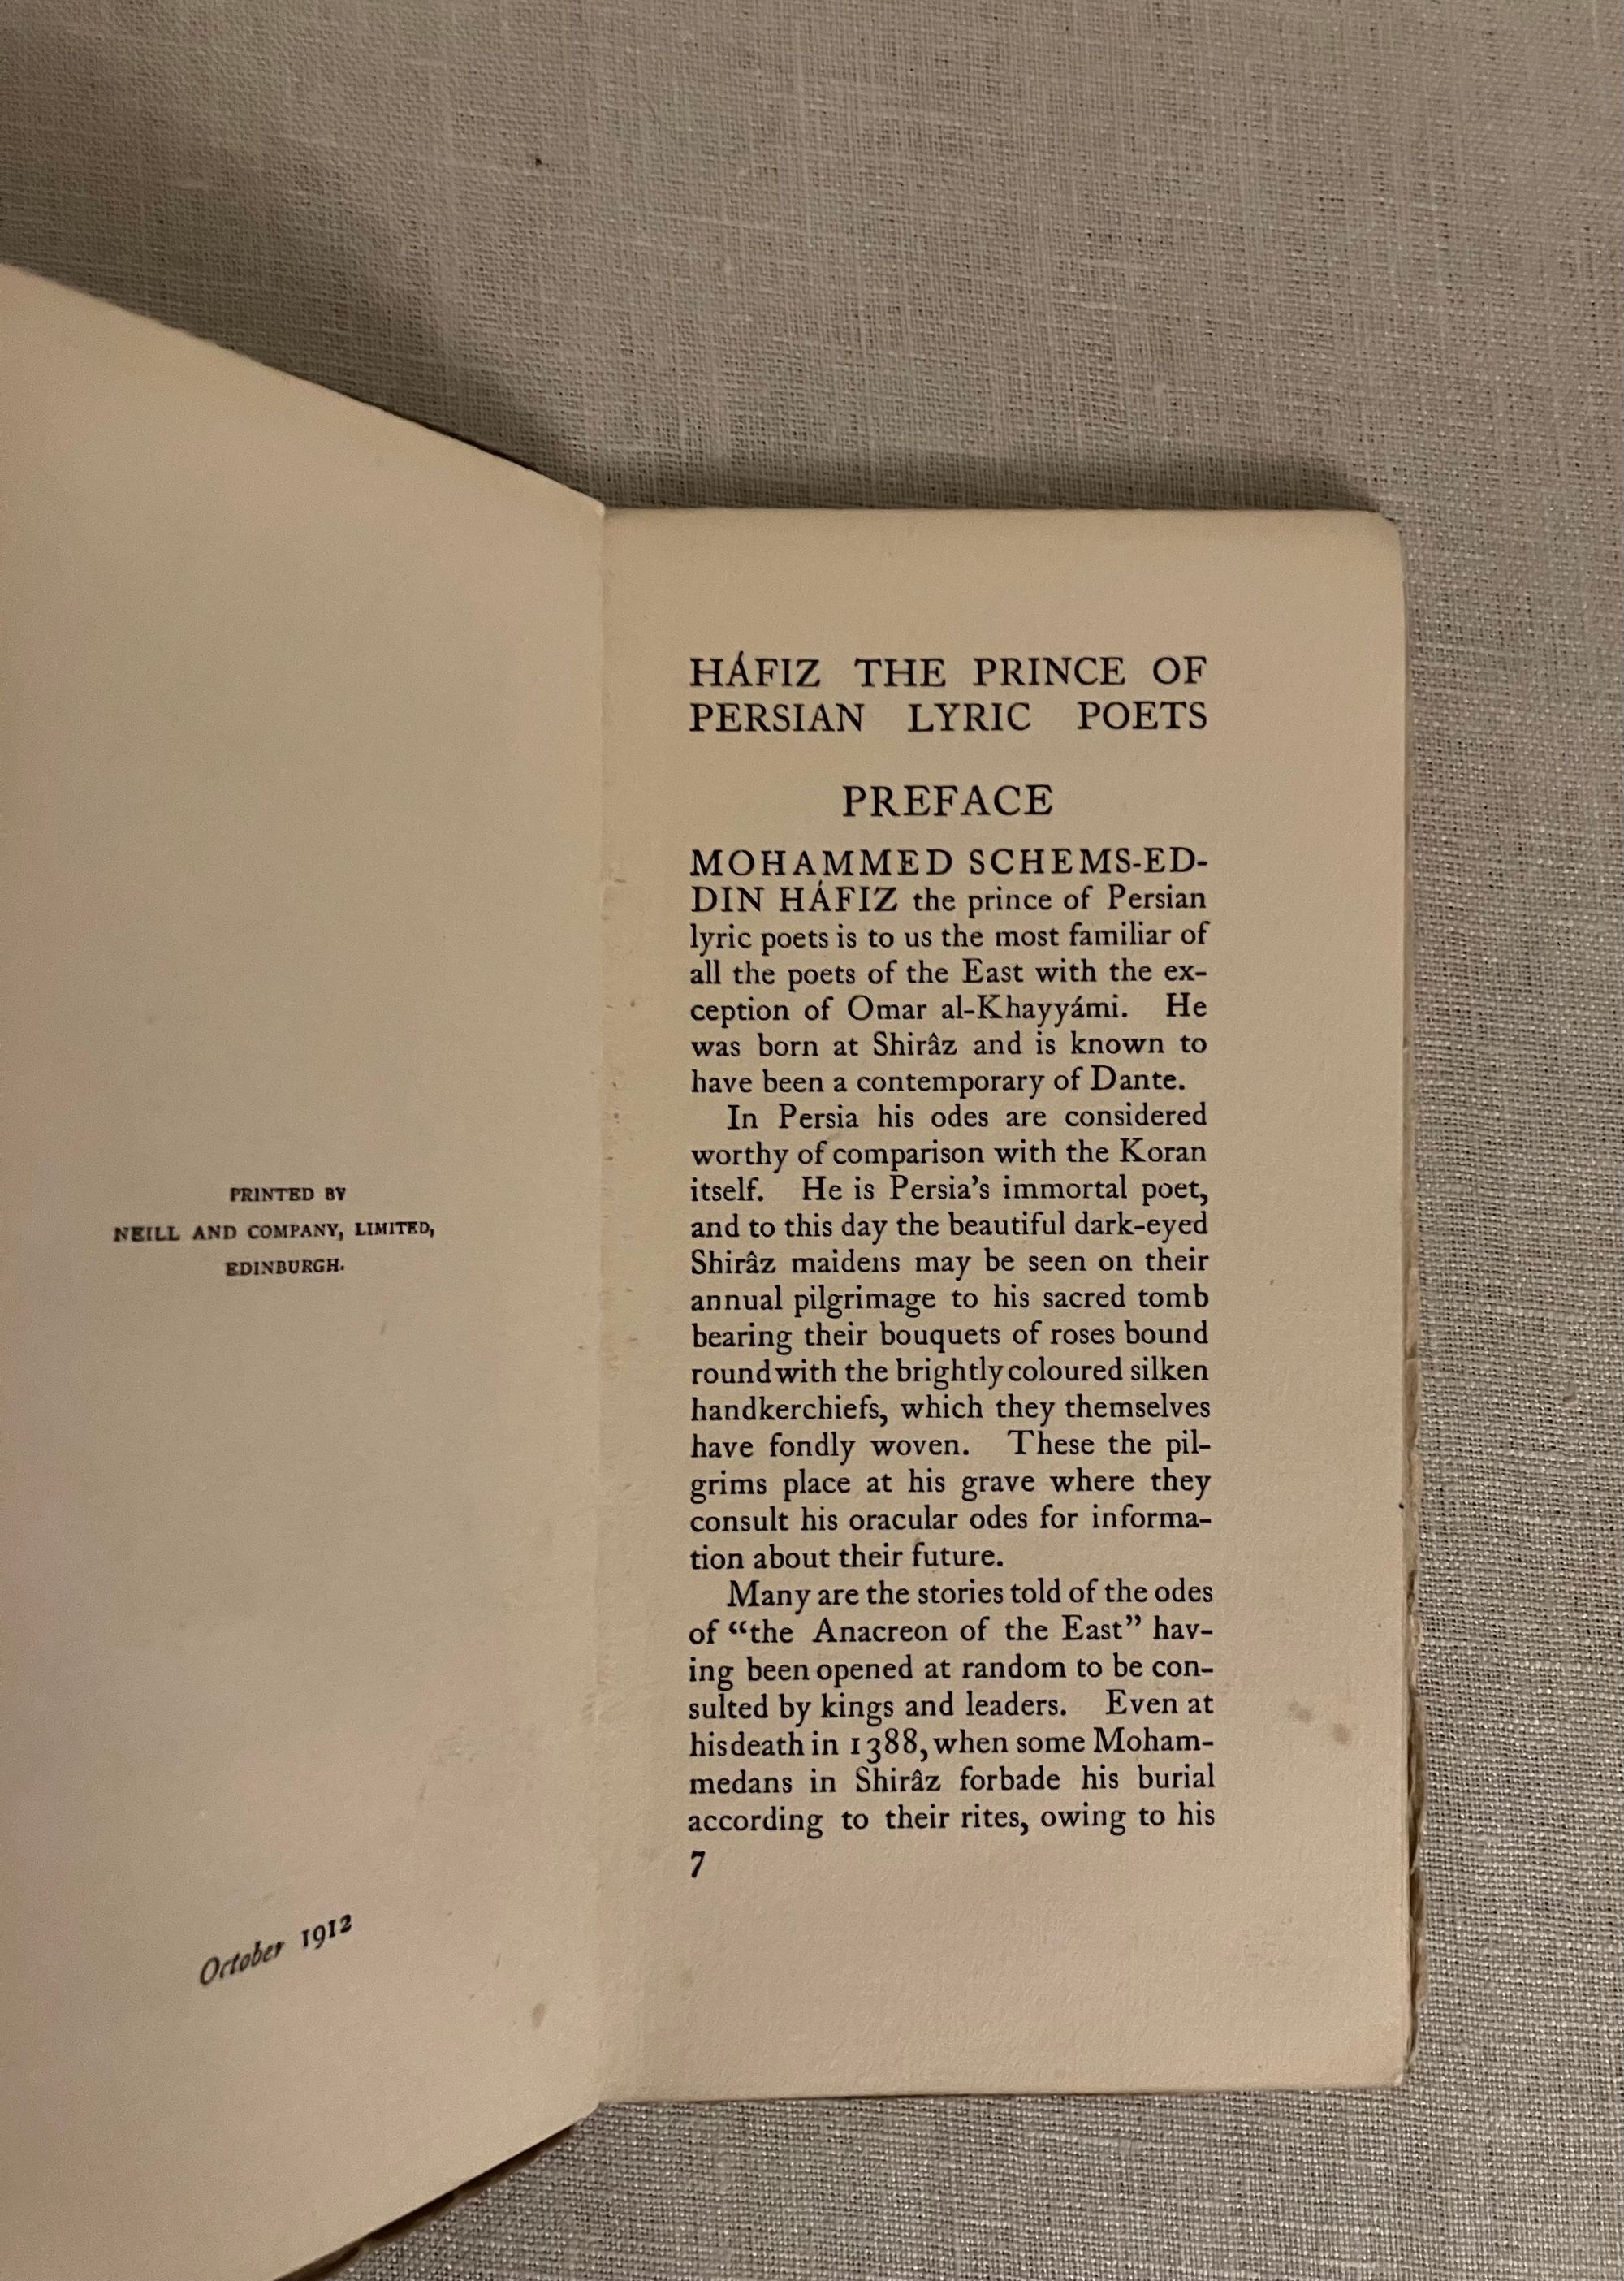 PRINTED BY
NEILL AND COMPANY, LIMITED,
EDINBURGH.
October 1912
HÁFIZ THE PRINCE OF
PERSIAN LYRIC POETS
PREFACE
MOHAMMED SCHEMS-ED-
DIN HÁFIZ the prince of Persian
lyric poets is to us the most familiar of
all the poets of the East with the ex-
ception of Omar al-Khayyámi. He
was born at Shirâz and is known to
have been a contemporary of Dante.
In Persia his odes are considered
worthy of comparison with the Koran
itself. He is Persia's immortal poet,
and to this day the beautiful dark-eyed
Shirâz maidens may be seen on their
annual pilgrimage to his sacred tomb
bearing their bouquets of roses bound
round with the brightly coloured silken
handkerchiefs, which they themselves
have fondly woven. These the pil-
grims place at his grave where they
consult his oracular odes for informa-
tion about their future.
Many are the stories told of the odes
of “the Anacreon of the East” hav-
ing been opened at random to be con-
sulted by kings and leaders. Even at
his death in 1388, when some Moham-
medans in Shirâz forbade his burial
according to their rites, owing to his
7